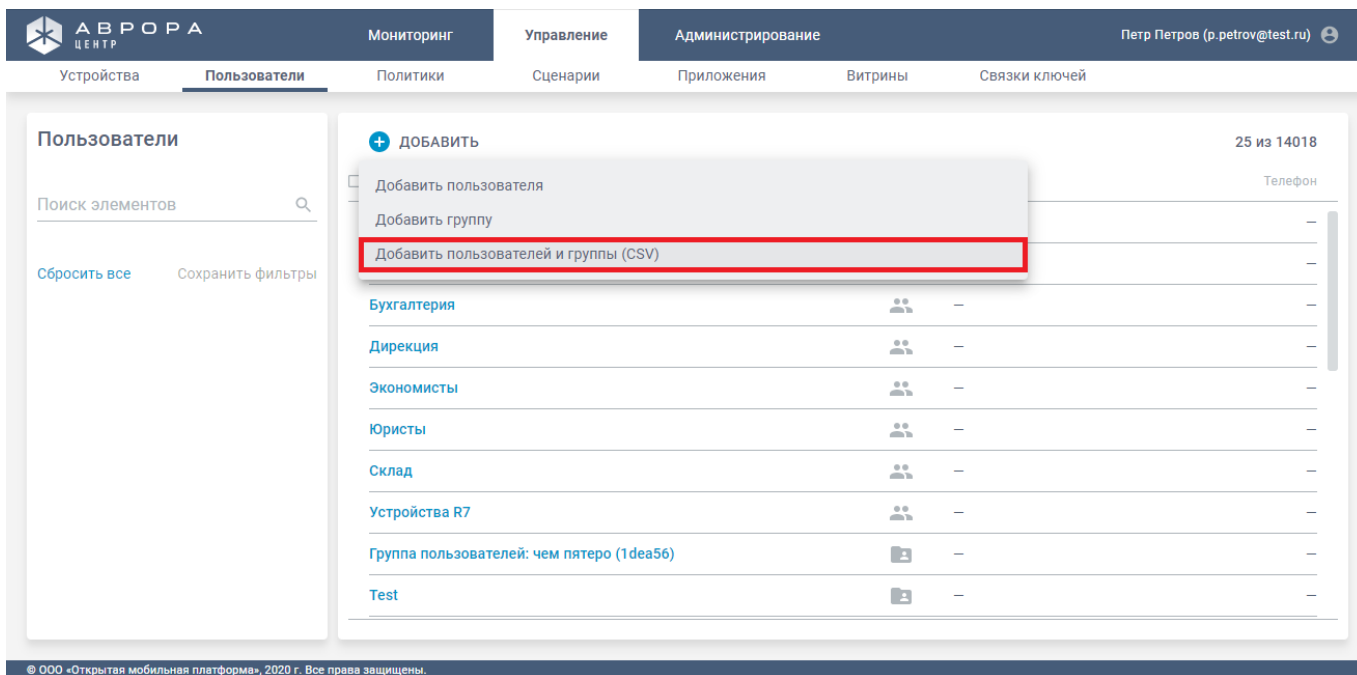 АВРОРА
ЦЕНТР
Мониторинг
Управление
Администрирование
Петр Петров (p.petrov@test.ru)
Устройства
Пользователи
Политики
Сценарии
Приложения
Витрины
Связки ключей
Пользователи
Поиск элементов
Сбросить все
Сохранить фильтры
ДОБАВИТЬ
25 из 14018
Телефон
Добавить пользователя
Добавить группу
Добавить пользователей и группы (CSV)
—
—
Бухгалтерия — —
Дирекция — —
Экономисты — —
Юристы — —
Склад — —
Устройства R7 — —
Группа пользователей: чем пятеро (1dea56) — —
Test — —
© ООО «Открытая мобильная платформа», 2020 г. Все права защищены.